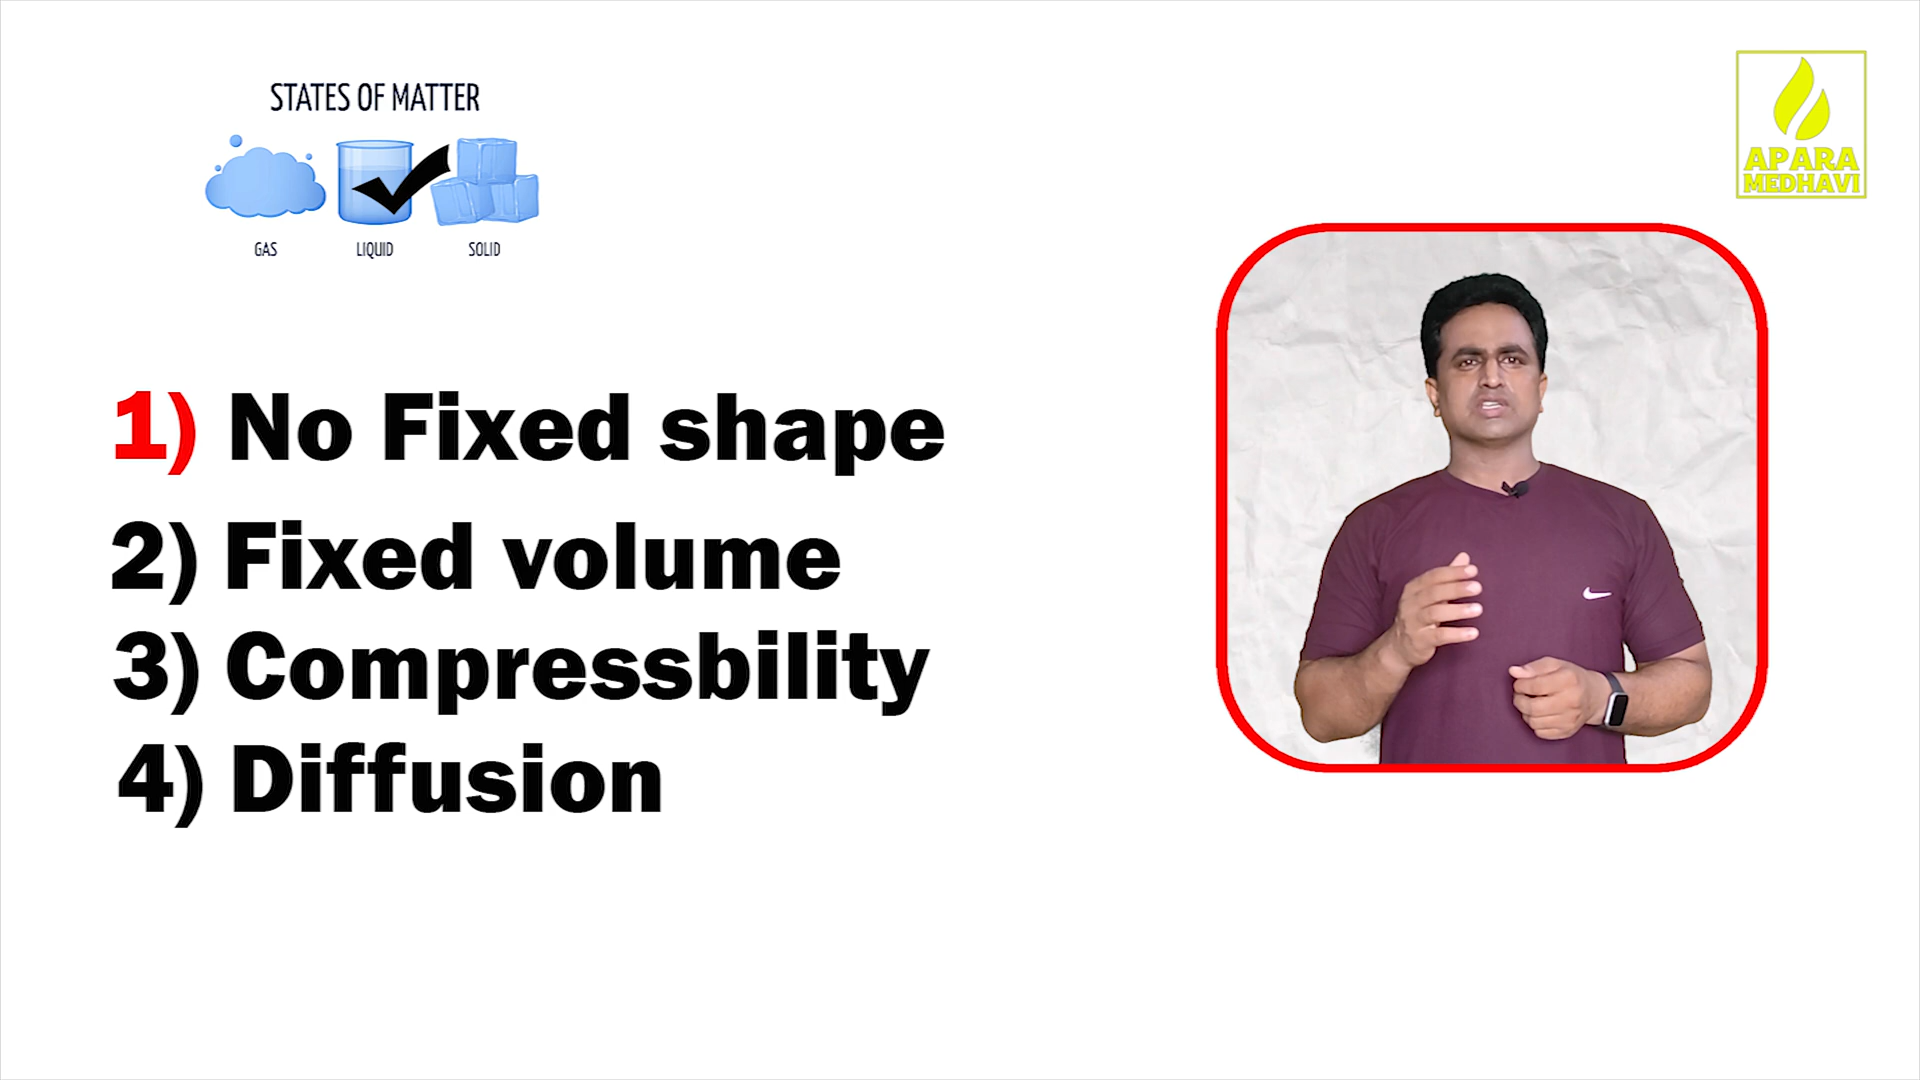 STATES OF MATTER
GAS LIQUID SOLID
APARA
MEDHAVI
1) No Fixed shape
2) Fixed volume
3) Compressbility
4) Diffusion